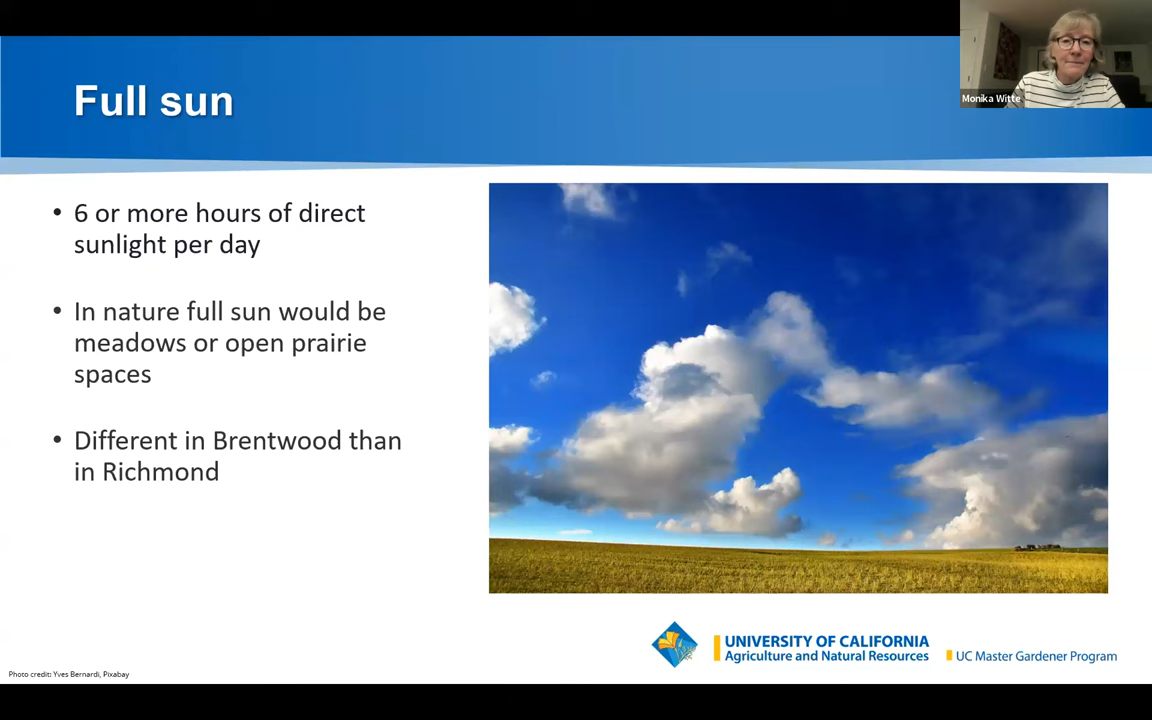 Full sun
Monika Witte
• 6 or more hours of direct
sunlight per day
• In nature full sun would be
meadows or open prairie
spaces
• Different in Brentwood than
in Richmond
UNIVERSITY OF CALIFORNIA
Agriculture and Natural Resources
UC Master Gardener Program
Photo credit: Yves Bernardi, Pixabay